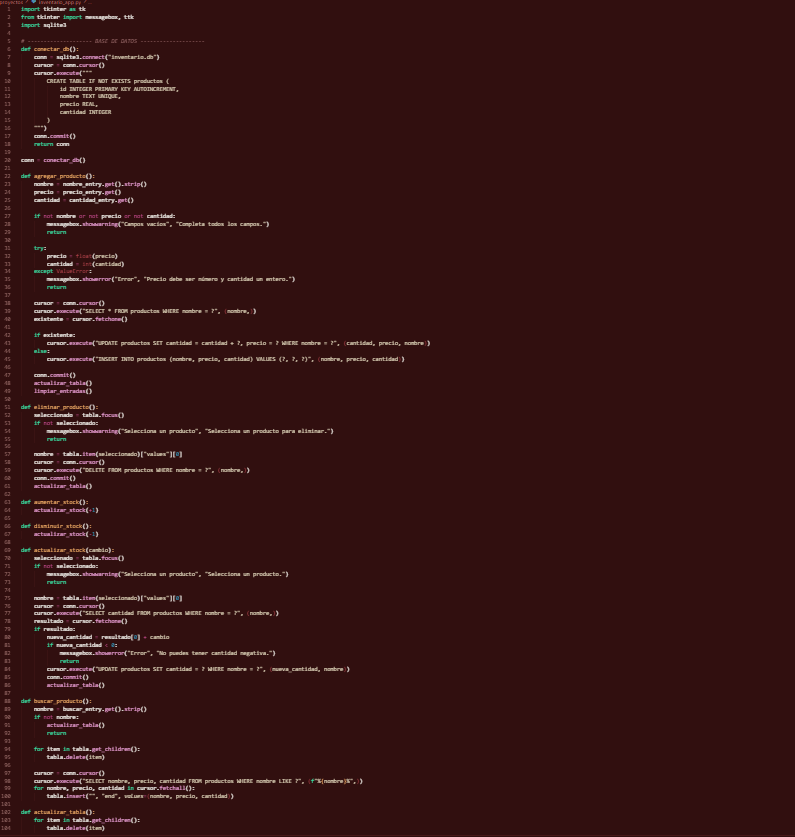 proyectos > inventario_app.py > ...
1 import tkinter as tk
2 from tkinter import messagebox, ttk
3 import sqlite3
4
5 # -------------------- BASE DE DATOS --------------------
6 def conectar_db():
7     conn = sqlite3.connect("inventario.db")
8     cursor = conn.cursor()
9     cursor.execute("""
10         CREATE TABLE IF NOT EXISTS productos (
11             id INTEGER PRIMARY KEY AUTOINCREMENT,
12             nombre TEXT UNIQUE,
13             precio REAL,
14             cantidad INTEGER
15         )
16     """)
17     conn.commit()
18     return conn
19
20 conn = conectar_db()
21
22 def agregar_producto():
23     nombre = nombre_entry.get().strip()
24     precio = precio_entry.get()
25     cantidad = cantidad_entry.get()
26
27     if not nombre or not precio or not cantidad:
28         messagebox.showwarning("Campos vacíos", "Completa todos los campos.")
29         return
30
31     try:
32         precio = float(precio)
33         cantidad = int(cantidad)
34     except ValueError:
35         messagebox.showerror("Error", "Precio debe ser número y cantidad un entero.")
36         return
37
38     cursor = conn.cursor()
39     cursor.execute("SELECT * FROM productos WHERE nombre = ?", (nombre,))
40     existente = cursor.fetchone()
41
42     if existente:
43         cursor.execute("UPDATE productos SET cantidad = cantidad + ?, precio = ? WHERE nombre = ?", (cantidad, precio, nombre))
44     else:
45         cursor.execute("INSERT INTO productos (nombre, precio, cantidad) VALUES (?, ?, ?)", (nombre, precio, cantidad))
46
47     conn.commit()
48     actualizar_tabla()
49     limpiar_entradas()
50
51 def eliminar_producto():
52     seleccionado = tabla.focus()
53     if not seleccionado:
54         messagebox.showwarning("Selecciona un producto", "Selecciona un producto para eliminar.")
55         return
56
57     nombre = tabla.item(seleccionado)["values"][0]
58     cursor = conn.cursor()
59     cursor.execute("DELETE FROM productos WHERE nombre = ?", (nombre,))
60     conn.commit()
61     actualizar_tabla()
62
63 def aumentar_stock():
64     actualizar_stock(+1)
65
66 def disminuir_stock():
67     actualizar_stock(-1)
68
69 def actualizar_stock(cambio):
70     seleccionado = tabla.focus()
71     if not seleccionado:
72         messagebox.showwarning("Selecciona un producto", "Selecciona un producto.")
73         return
74
75     nombre = tabla.item(seleccionado)["values"][0]
76     cursor = conn.cursor()
77     cursor.execute("SELECT cantidad FROM productos WHERE nombre = ?", (nombre,))
78     resultado = cursor.fetchone()
79     if resultado:
80         nueva_cantidad = resultado[0] + cambio
81         if nueva_cantidad < 0:
82             messagebox.showerror("Error", "No puedes tener cantidad negativa.")
83             return
84         cursor.execute("UPDATE productos SET cantidad = ? WHERE nombre = ?", (nueva_cantidad, nombre))
85         conn.commit()
86         actualizar_tabla()
87
88 def buscar_producto():
89     nombre = buscar_entry.get().strip()
90     if not nombre:
91         actualizar_tabla()
92         return
93
94     for item in tabla.get_children():
95         tabla.delete(item)
96
97     cursor = conn.cursor()
98     cursor.execute("SELECT nombre, precio, cantidad FROM productos WHERE nombre LIKE ?", (f"%{nombre}%",))
99     for nombre, precio, cantidad in cursor.fetchall():
100         tabla.insert("", "end", values=(nombre, precio, cantidad))
101
102 def actualizar_tabla():
103     for item in tabla.get_children():
104         tabla.delete(item)